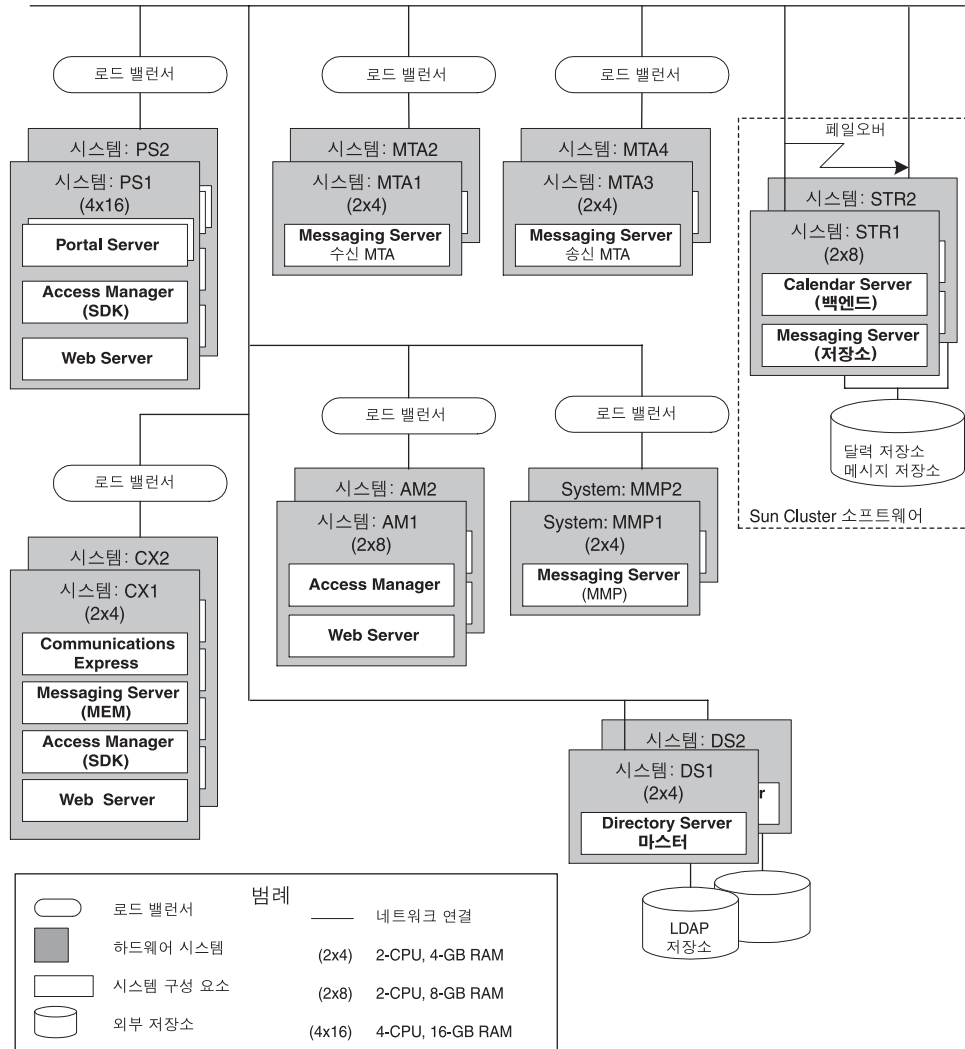 로드 밸런서
로드 밸런서
로드 밸런서
페일오버
시스템: PS2
시스템: PS1
(4x16)
Portal Server
Access Manager
(SDK)
Web Server
시스템: MTA2
시스템: MTA1
(2x4)
Messaging Server
수신 MTA
시스템: MTA4
시스템: MTA3
(2x4)
Messaging Server
송신 MTA
시스템: STR2
시스템: STR1
(2x8)
Calendar Server
(백엔드)
Messaging Server
(저장소)
달력 저장소
메시지 저장소
Sun Cluster 소프트웨어
로드 밸런서
로드 밸런서
로드 밸런서
시스템: CX2
시스템: CX1
(2x4)
Communications
Express
Messaging Server
(MEM)
Access Manager
(SDK)
Web Server
시스템: AM2
시스템: AM1
(2x8)
Access Manager
Web Server
System: MMP2
System: MMP1
(2x4)
Messaging Server
(MMP)
시스템: DS2
시스템: DS1
(2x4)
r
Directory Server
마스터
LDAP
저장소
범례
로드 밸런서
하드웨어 시스템
시스템 구성 요소
외부 저장소
네트워크 연결
(2x4) 2-CPU, 4-GB RAM
(2x8) 2-CPU, 8-GB RAM
(4x16) 4-CPU, 16-GB RAM